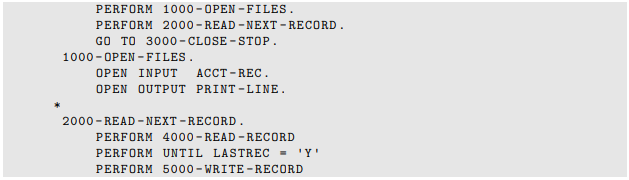 PERFORM 1000-OPEN-FILES.
PERFORM 2000-READ-NEXT-RECORD.
GO TO 3000-CLOSE-STOP.
1000-OPEN-FILES.
OPEN INPUT  ACCT-REC.
OPEN OUTPUT PRINT-LINE.
*
2000-READ-NEXT-RECORD.
PERFORM 4000-READ-RECORD
PERFORM UNTIL LASTREC = 'Y'
PERFORM 5000-WRITE-RECORD